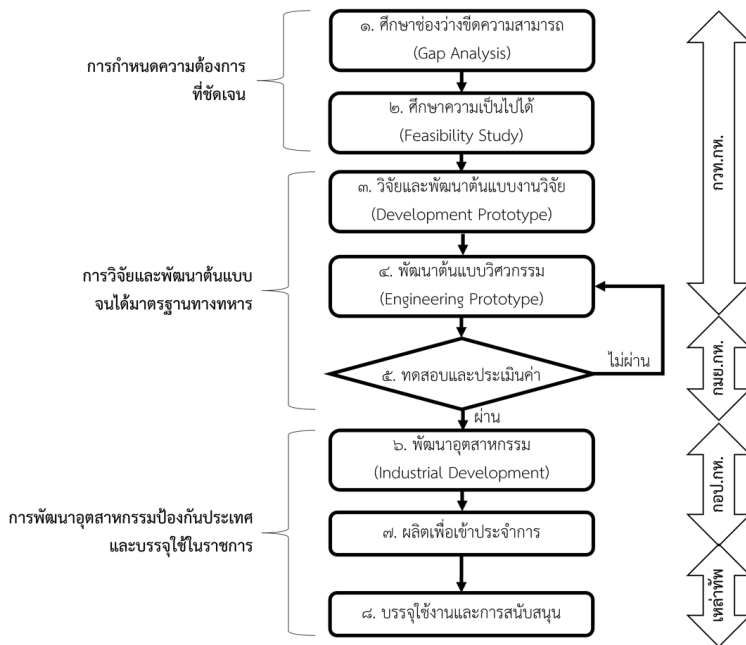 ๑. ศึกษาช่องว่างขีดความสามารถ
(Gap Analysis)
การกำหนดความต้องการ
ที่ชัดเจน
๒. ศึกษาความเป็นไปได้
(Feasibility Study)
กวท.กห.
๓. วิจัยและพัฒนาต้นแบบงานวิจัย
(Development Prototype)
การวิจัยและพัฒนาต้นแบบ
จนได้มาตรฐานทางทหาร
๔. พัฒนาต้นแบบวิศวกรรม
(Engineering Prototype)
ไม่ผ่าน
๕. ทดสอบและประเมินค่า
กมย.กห.
ผ่าน
๖. พัฒนาอุตสาหกรรม
(Industrial Development)
กอป.กห.
การพัฒนาอุตสาหกรรมป้องกันประเทศ
และบรรจุใช้ในราชการ
๗. ผลิตเพื่อเข้าประจำการ
เหล่าทัพ
๘. บรรจุใช้งานและการสนับสนุน